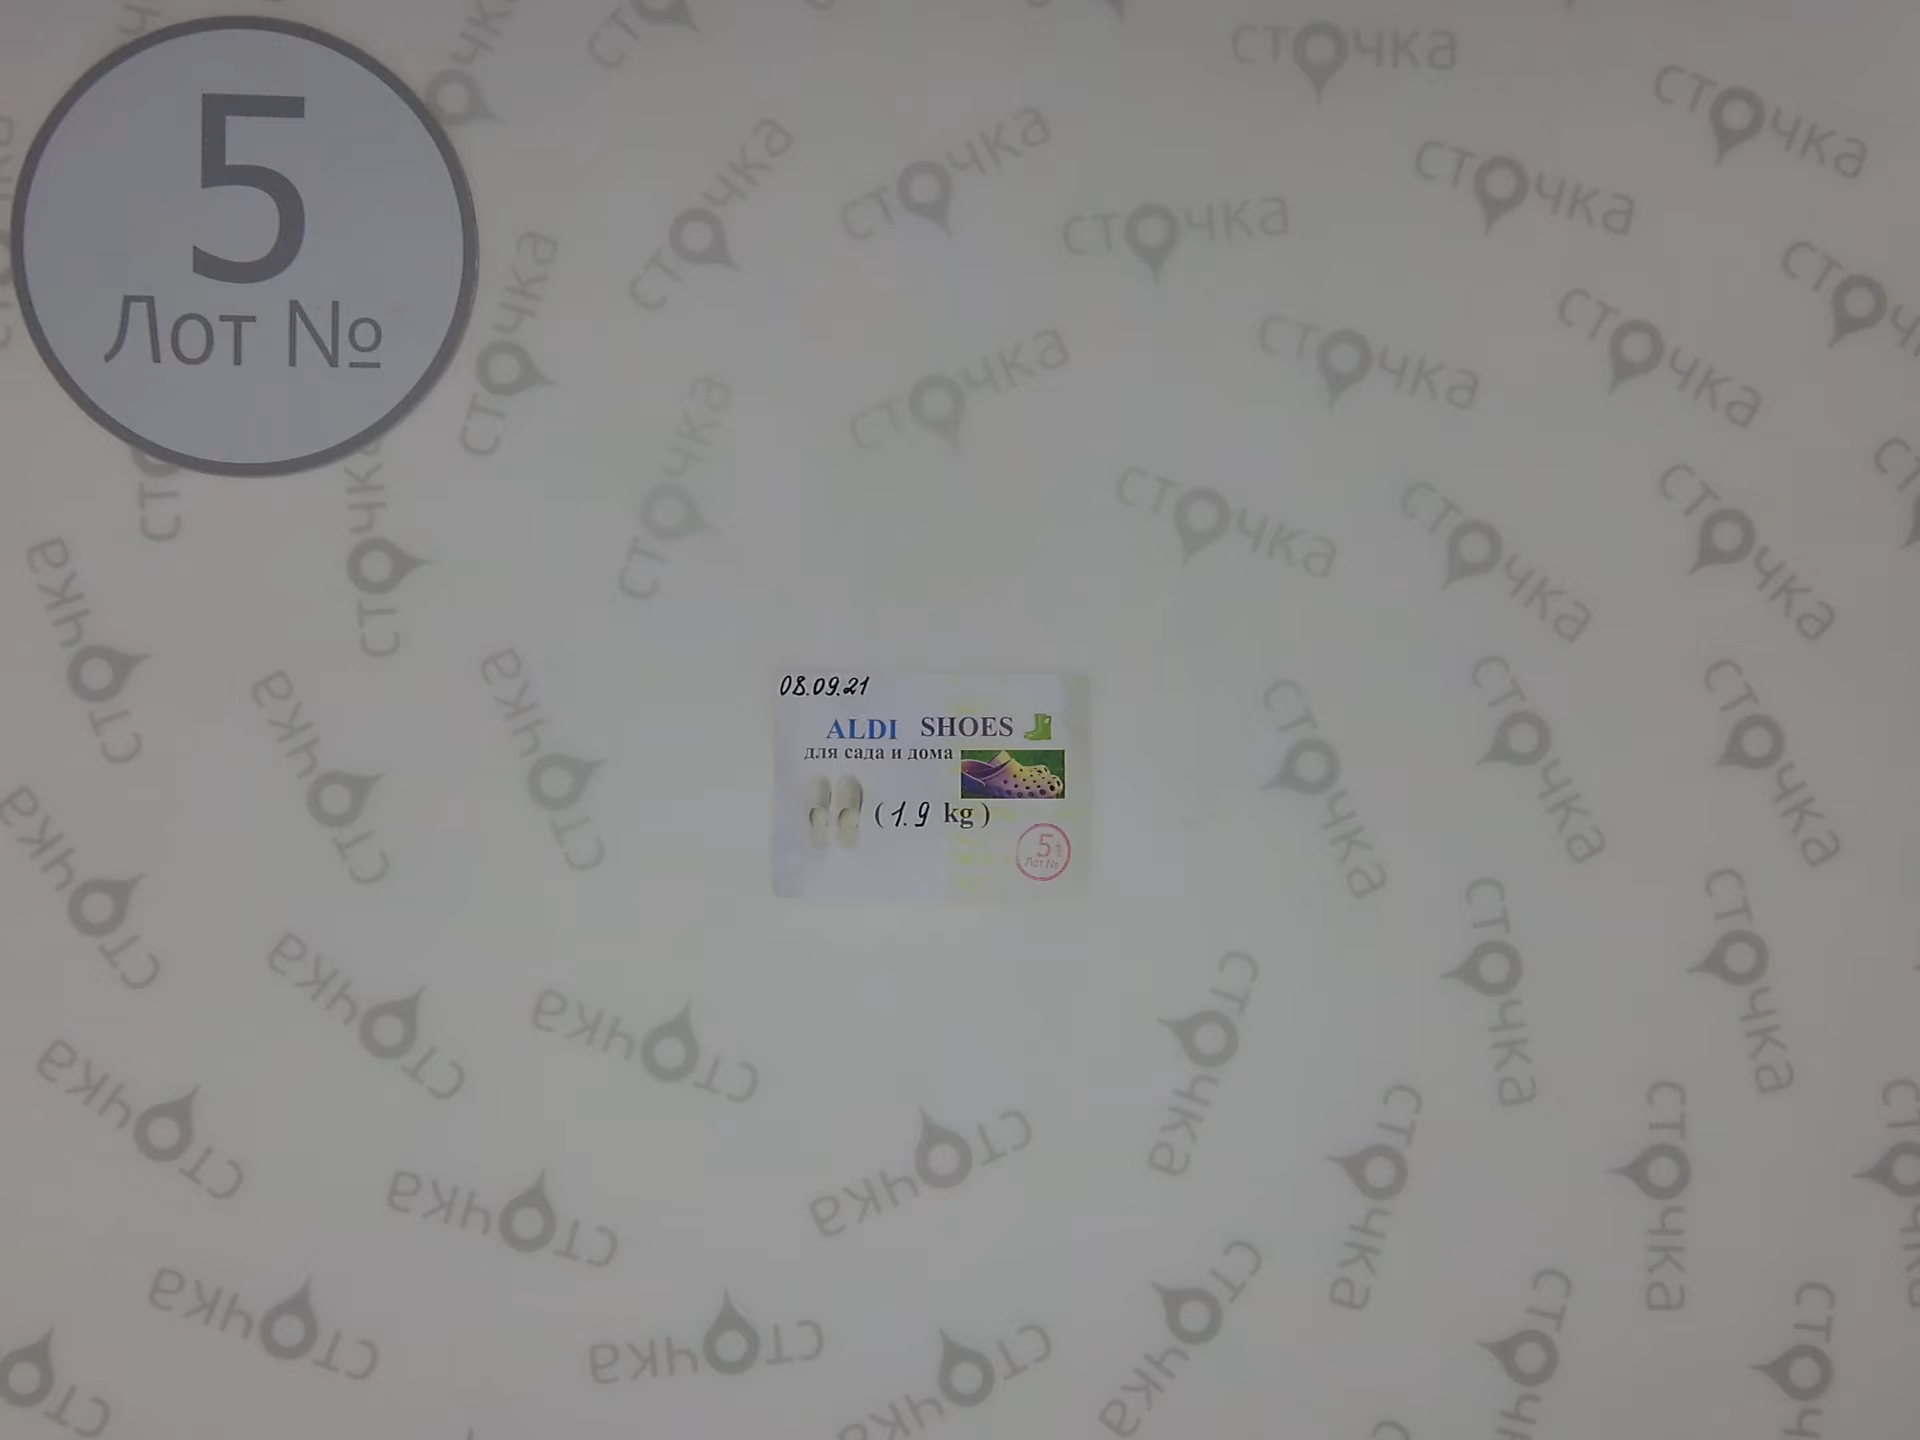 5
Лот №
08.09.21
ALDI SHOES
для сада и дома
(1.9 kg)
5
Лот №
сточка